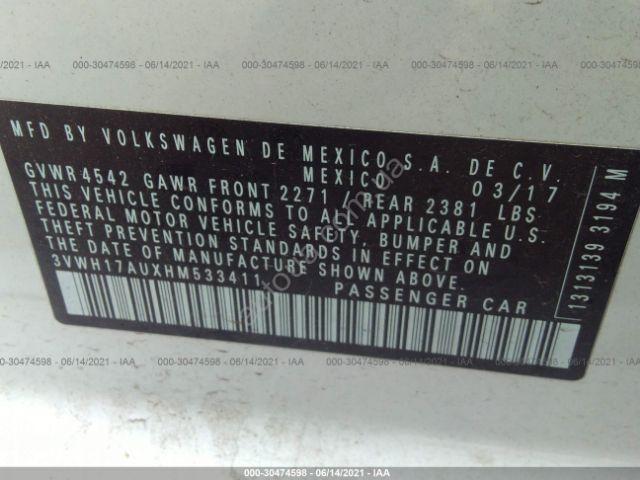 000-30474598 - 06/14/2021 - IAA
MFD BY VOLKSWAGEN DE MEXICO S.A. DE C.V.
MEXICO 03/17
GVWR 4542 GAWR FRONT 2271 / REAR 2381 LBS
THIS VEHICLE CONFORMS TO ALL APPLICABLE U.S.
FEDERAL MOTOR VEHICLE SAFETY, BUMPER AND
THEFT PREVENTION STANDARDS IN EFFECT ON
THE DATE OF MANUFACTURE SHOWN ABOVE.
3VWH17AUXHM533411 PASSENGER CAR
1313139 3194 M
autobid.com.ua
000-30474598 - 06/14/2021 - IAA
000-30474598 - 06/14/2021 - IAA